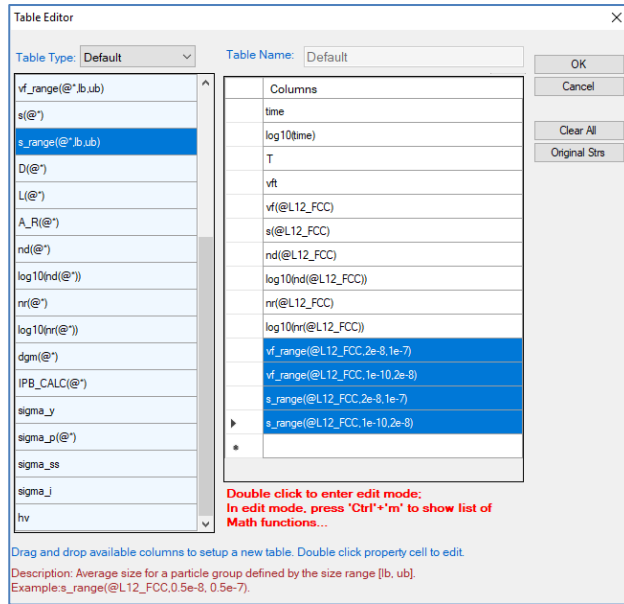 Table Editor
Table Type: Default
Table Name: Default
OK
Cancel
Clear All
Original Strs
vf_range(@*,lb,ub)
s(@*)
s_range(@*,lb,ub)
D(@*)
L(@*)
A_R(@*)
nd(@*)
log10(nd(@*))
nr(@*)
log10(nr(@*))
dgm(@*)
IPB_CALC(@*)
sigma_y
sigma_p(@*)
sigma_ss
sigma_i
hv
Columns
time
log10(time)
T
vft
vf(@L12_FCC)
s(@L12_FCC)
nd(@L12_FCC)
log10(nd(@L12_FCC))
nr(@L12_FCC)
log10(nr(@L12_FCC))
vf_range(@L12_FCC,2e-8,1e-7)
vf_range(@L12_FCC,1e-10,2e-8)
s_range(@L12_FCC,2e-8,1e-7)
s_range(@L12_FCC,1e-10,2e-8)
*
Double click to enter edit mode;
In edit mode, press 'Ctrl'+'m' to show list of
Math functions...
Drag and drop available columns to setup a new table. Double click property cell to edit.
Description: Average size for a particle group defined by the size range [lb, ub].
Example:s_range(@L12_FCC,0.5e-8, 0.5e-7).